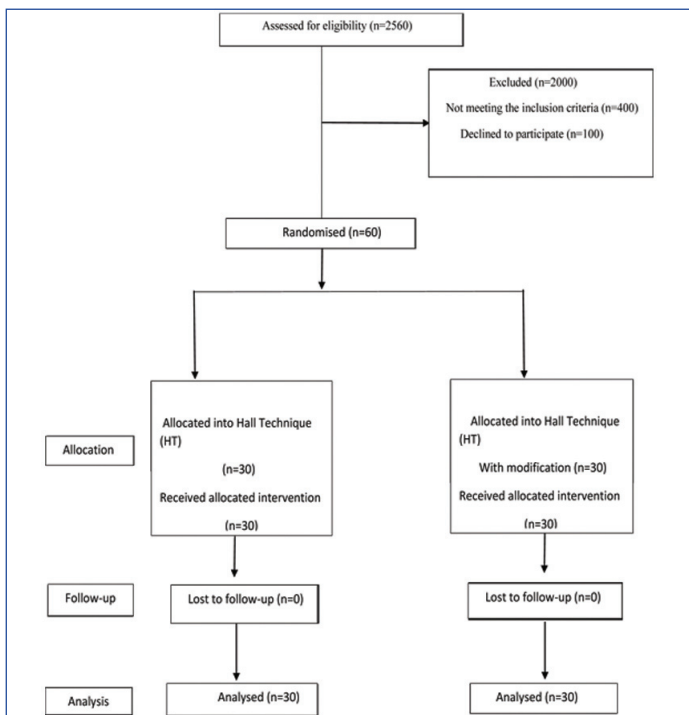 Assessed for eligibility (n=2560)
Excluded (n=2000)
Not meeting the inclusion criteria (n=400)
Declined to participate (n=100)
Randomised (n=60)
Allocation
Allocated into Hall Technique
(HT)
(n=30)
Received allocated intervention
(n=30)
Allocated into Hall Technique
(HT)
With modification (n=30)
Received allocated intervention
(n=30)
Follow-up
Lost to follow-up (n=0)
Lost to follow-up (n=0)
Analysis
Analysed (n=30)
Analysed (n=30)